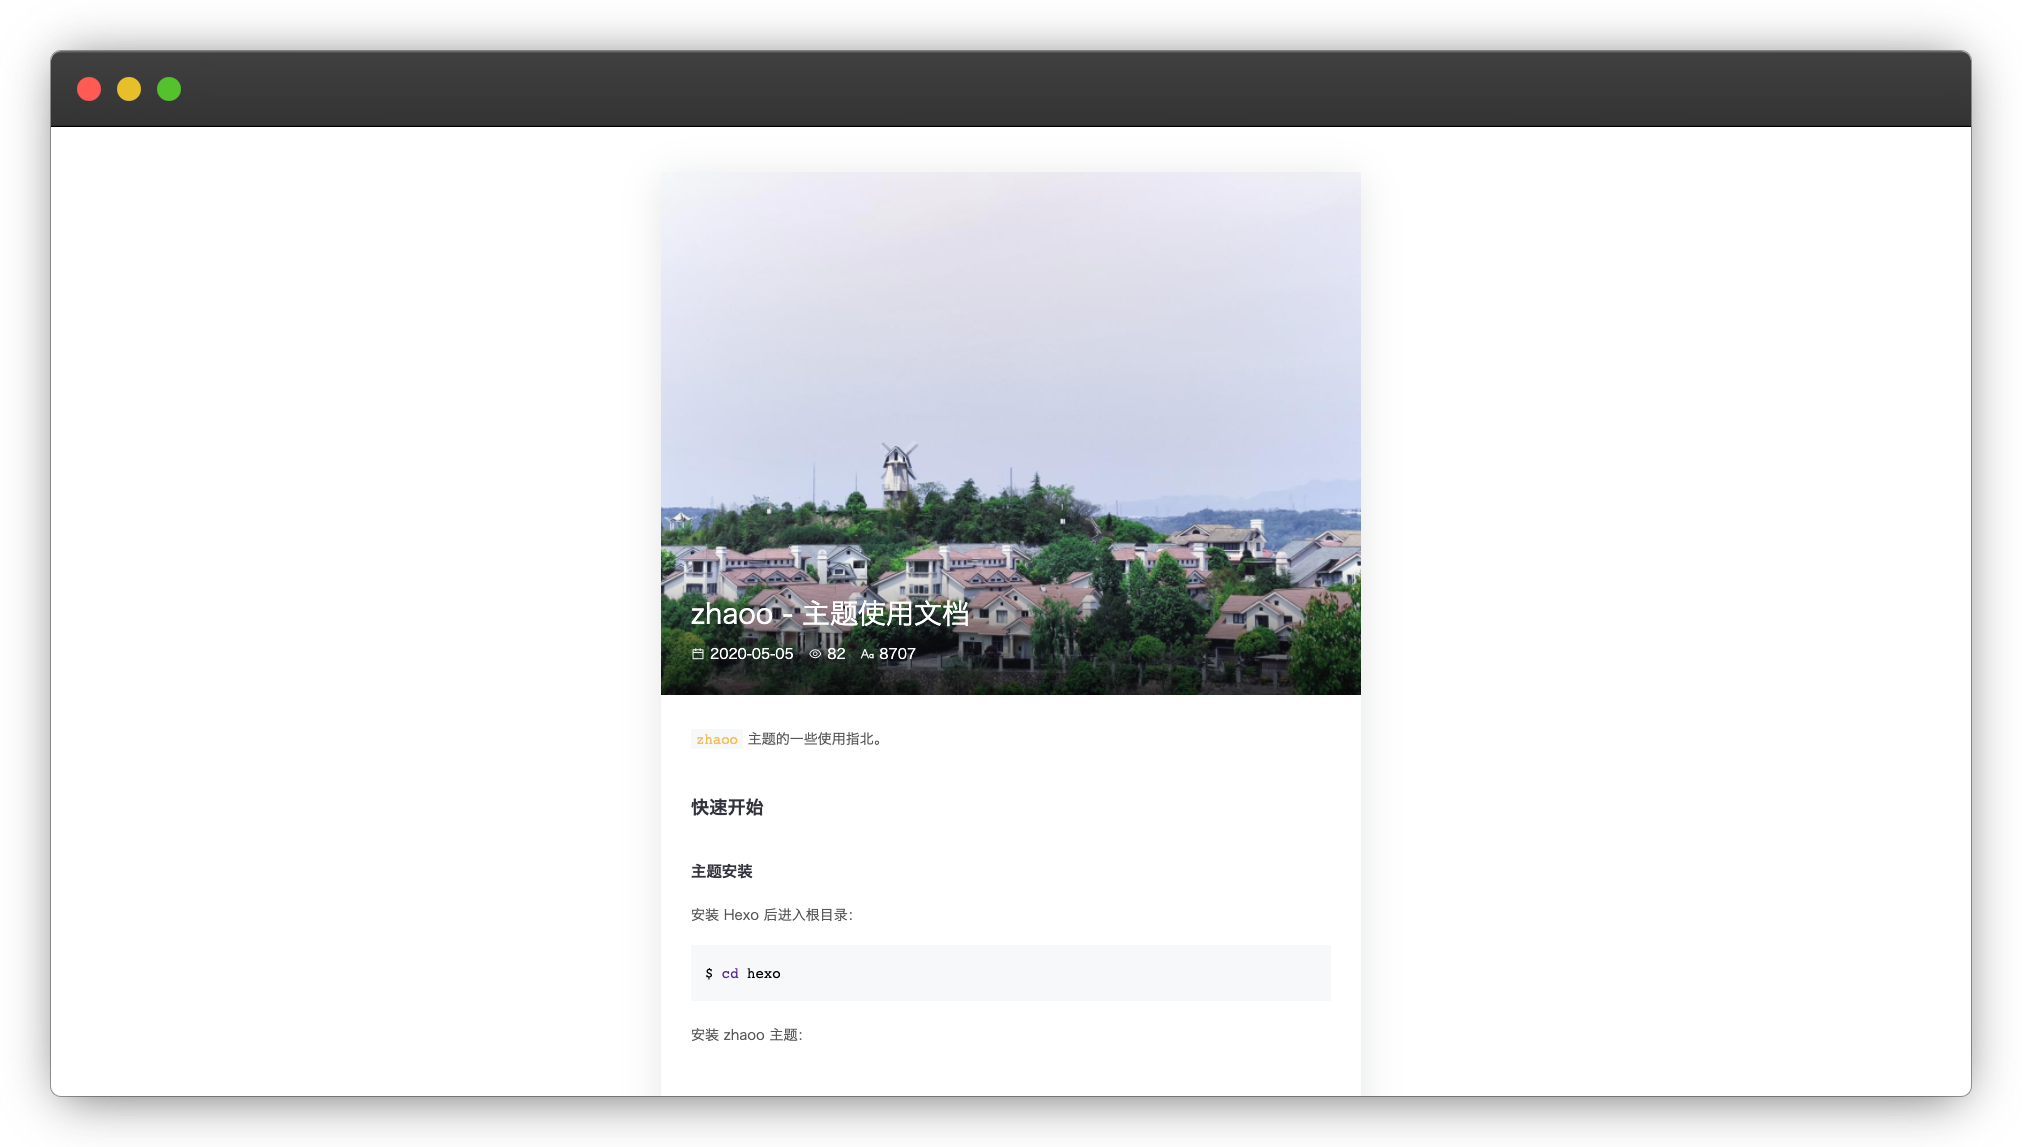 zhaoo - 主题使用文档
2020-05-05 82 Aa 8707
zhaoo 主题的一些使用指北。
快速开始
主题安装
安装 Hexo 后进入根目录：
$ cd hexo
安装 zhaoo 主题：